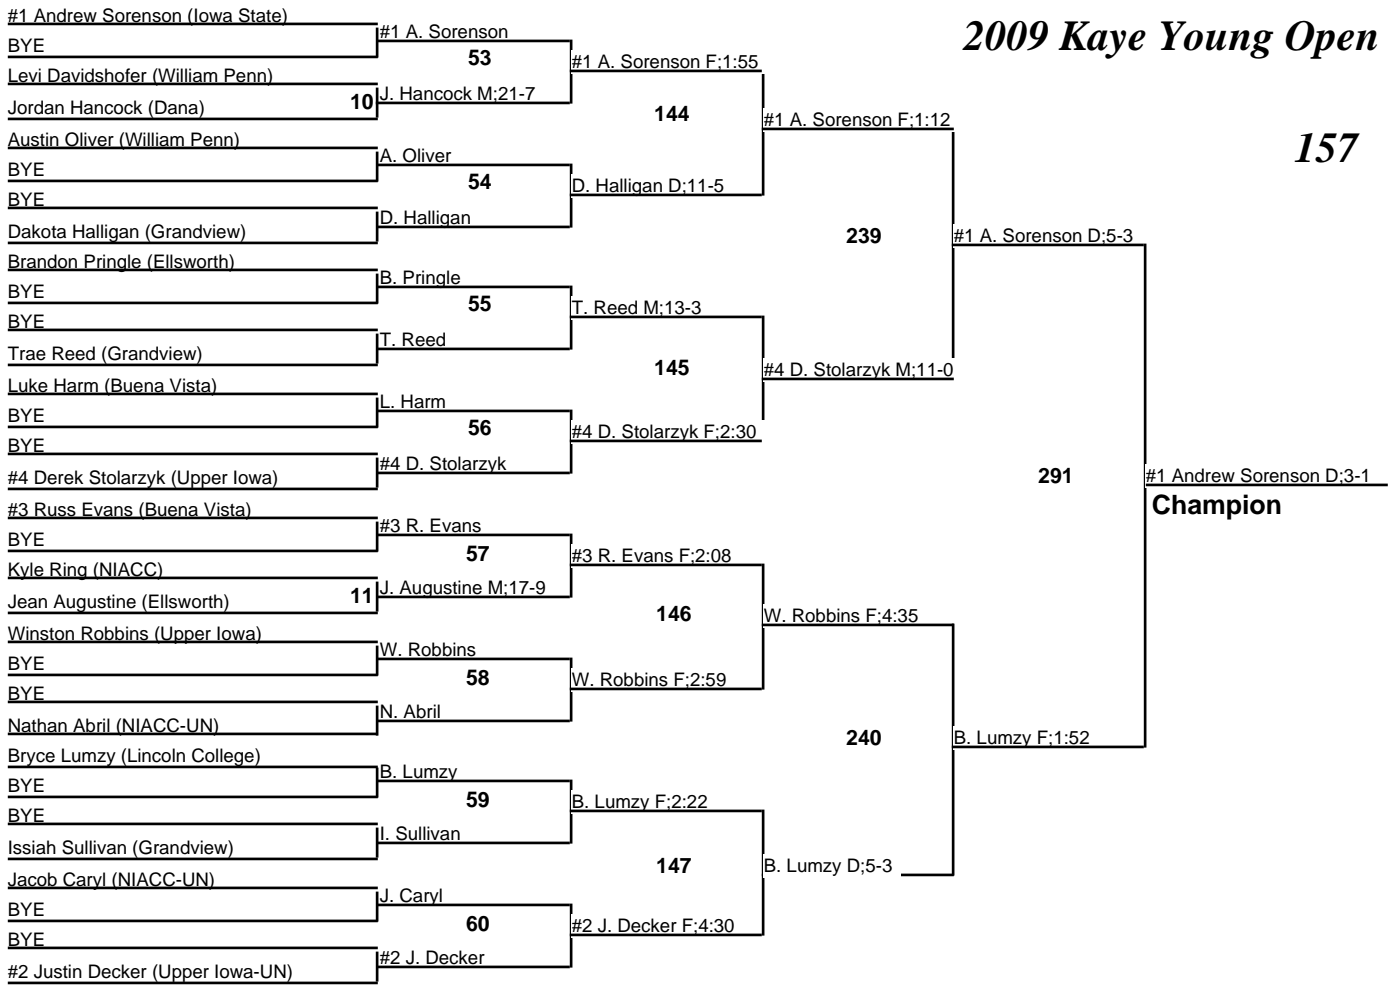 2009 Kaye Young Open
157
#1 Andrew Sorenson (Iowa State)
BYE
Levi Davidshofer (William Penn)
Jordan Hancock (Dana)
Austin Oliver (William Penn)
BYE
BYE
Dakota Halligan (Grandview)
Brandon Pringle (Ellsworth)
BYE
BYE
Trae Reed (Grandview)
Luke Harm (Buena Vista)
BYE
BYE
#4 Derek Stolarzyk (Upper Iowa)
#3 Russ Evans (Buena Vista)
BYE
Kyle Ring (NIACC)
Jean Augustine (Ellsworth)
Winston Robbins (Upper Iowa)
BYE
BYE
Nathan Abril (NIACC-UN)
Bryce Lumzy (Lincoln College)
BYE
BYE
Issiah Sullivan (Grandview)
Jacob Caryl (NIACC-UN)
BYE
BYE
#2 Justin Decker (Upper Iowa-UN)
10
11
#1 A. Sorenson
53
J. Hancock M;21-7
A. Oliver
54
D. Halligan
B. Pringle
55
T. Reed
L. Harm
56
#4 D. Stolarzyk
#3 R. Evans
57
J. Augustine M;17-9
W. Robbins
58
N. Abril
B. Lumzy
59
I. Sullivan
J. Caryl
60
#2 J. Decker
#1 A. Sorenson F;1:55
144
D. Halligan D;11-5
T. Reed M;13-3
145
#4 D. Stolarzyk F;2:30
#3 R. Evans F;2:08
146
W. Robbins F;2:59
B. Lumzy F;2:22
147
#2 J. Decker F;4:30
#1 A. Sorenson F;1:12
239
#4 D. Stolarzyk M;11-0
W. Robbins F;4:35
240
B. Lumzy D;5-3
#1 A. Sorenson D;5-3
291
B. Lumzy F;1:52
#1 Andrew Sorenson D;3-1
Champion